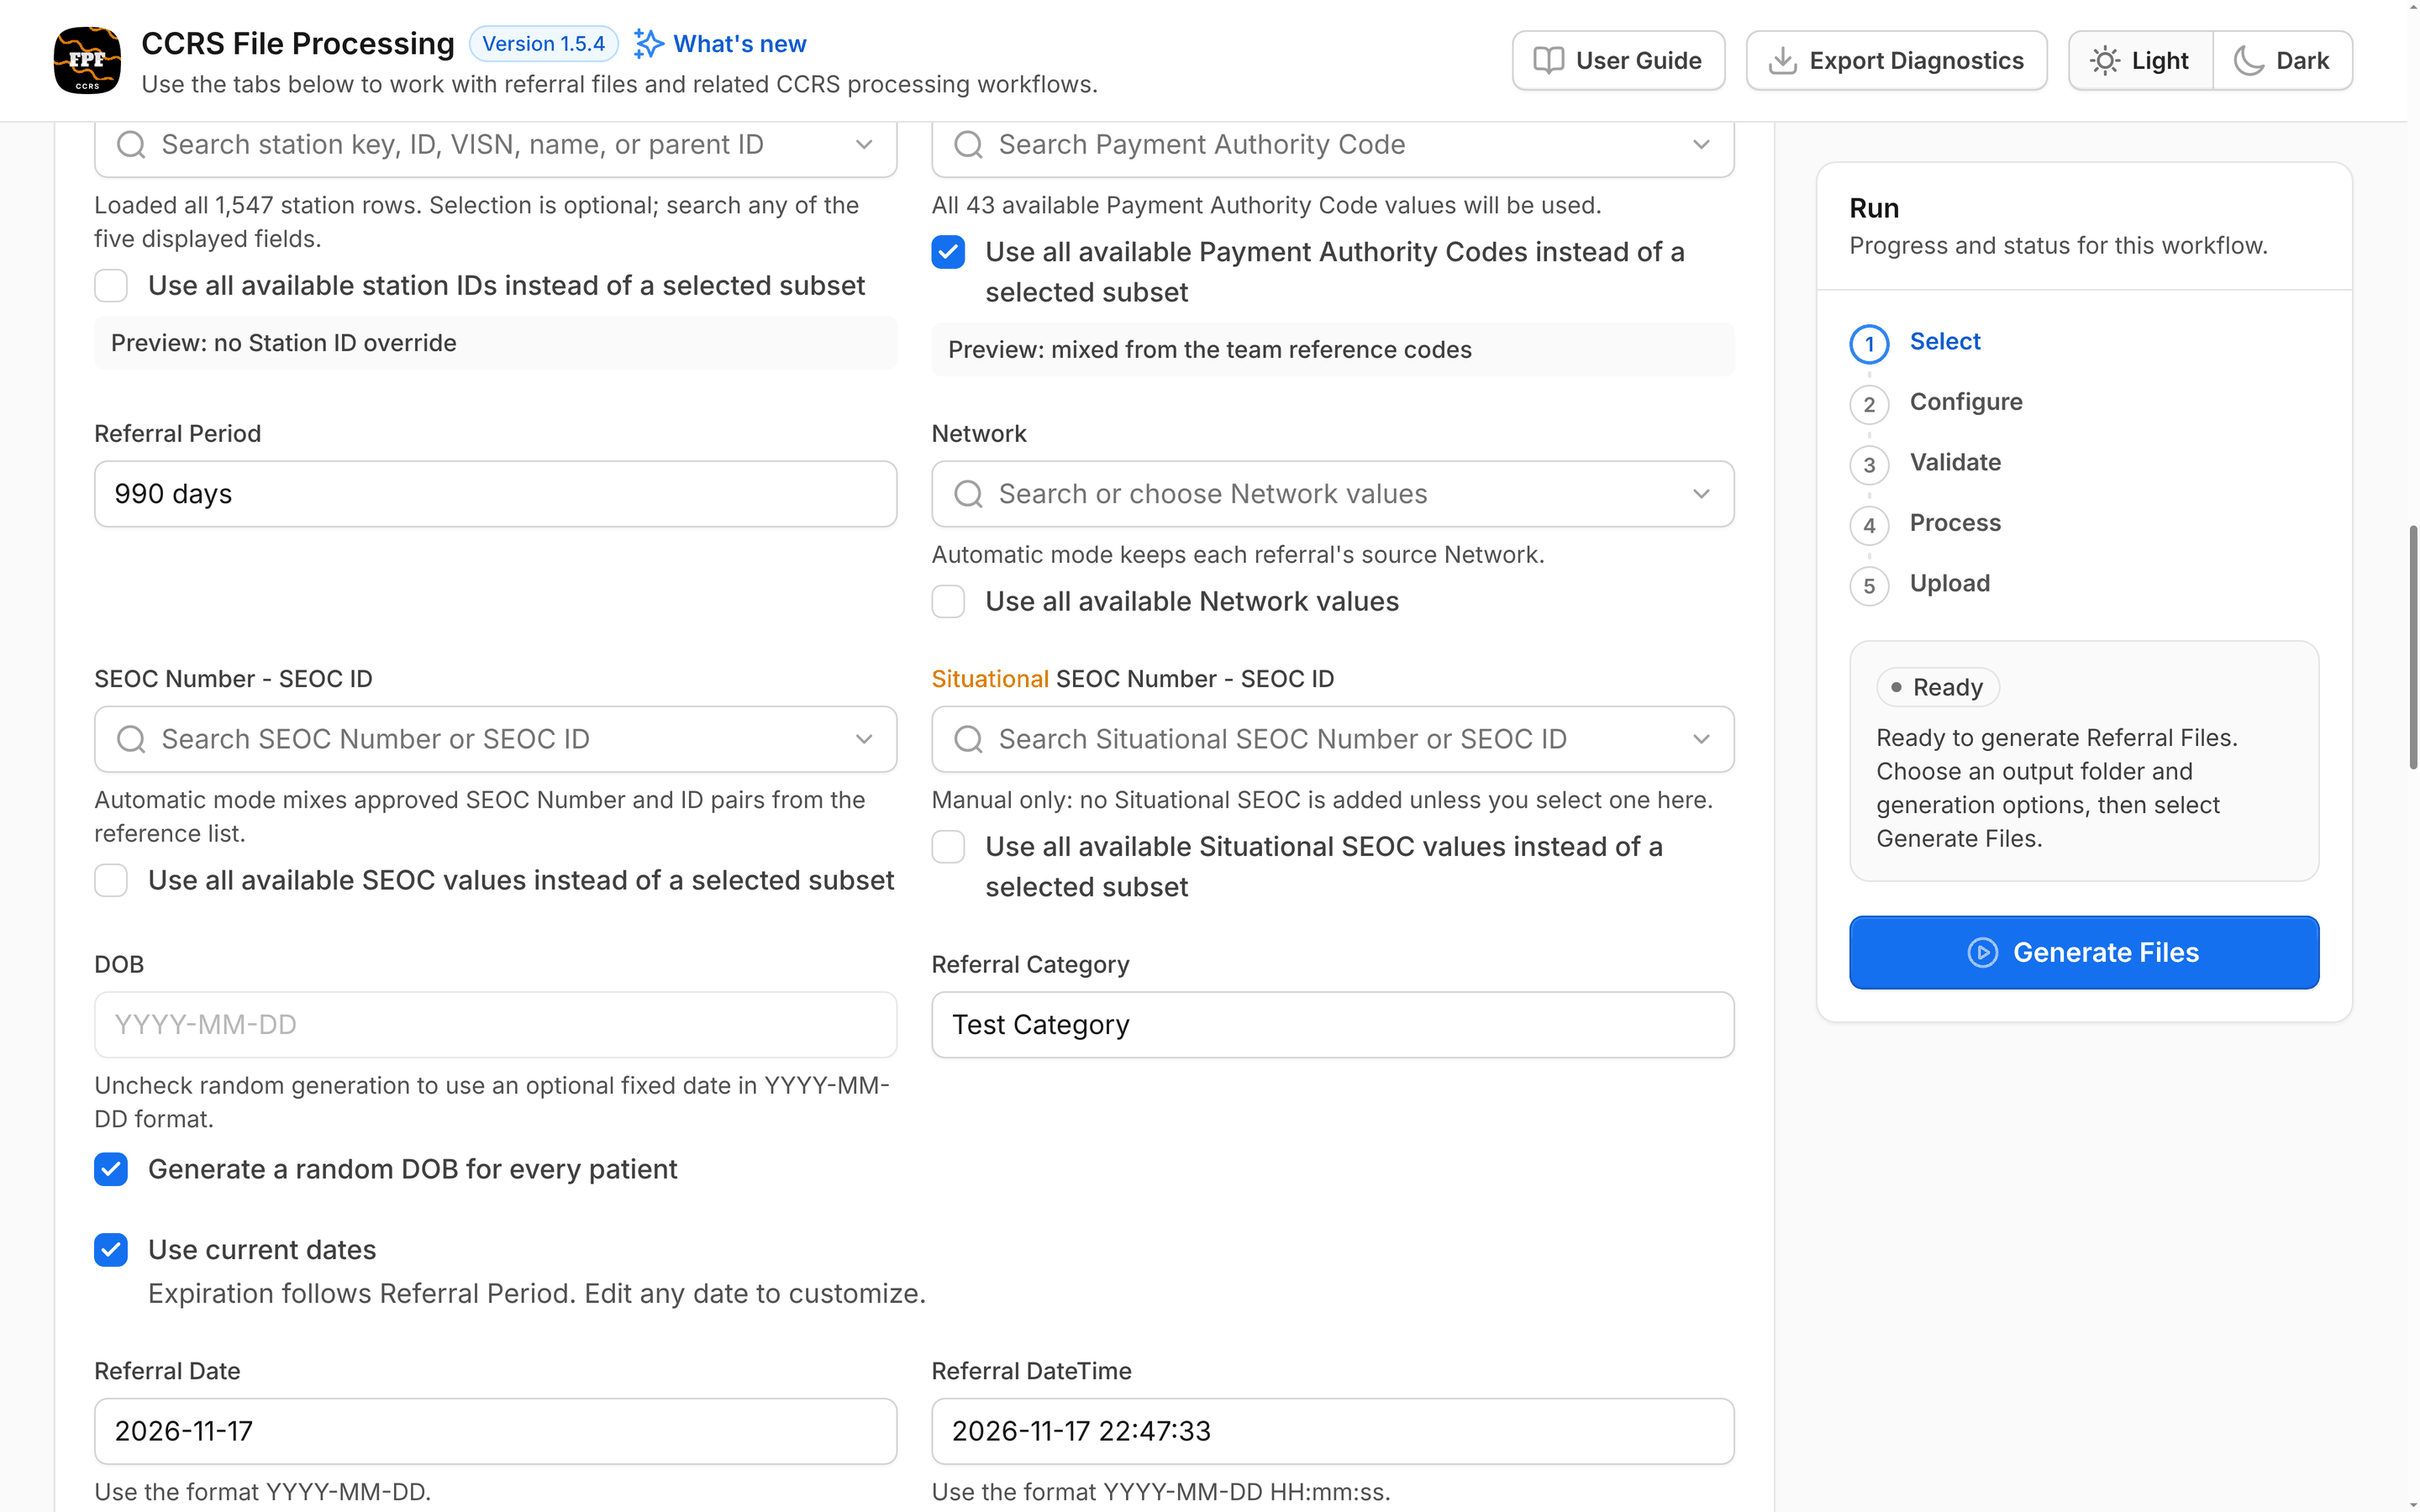 FPF
CCRS
CCRS File Processing
Version 1.5.4
What's new
Use the tabs below to work with referral files and related CCRS processing workflows.
User Guide
Export Diagnostics
Light
Dark
Search station key, ID, VISN, name, or parent ID
Loaded all 1,547 station rows. Selection is optional; search any of the
five displayed fields.
Use all available station IDs instead of a selected subset
Preview: no Station ID override
Search Payment Authority Code
All 43 available Payment Authority Code values will be used.
Use all available Payment Authority Codes instead of a
selected subset
Preview: mixed from the team reference codes
Referral Period
990 days
Network
Search or choose Network values
Automatic mode keeps each referral's source Network.
Use all available Network values
SEOC Number - SEOC ID
Search SEOC Number or SEOC ID
Automatic mode mixes approved SEOC Number and ID pairs from the
reference list.
Use all available SEOC values instead of a selected subset
Situational SEOC Number - SEOC ID
Search Situational SEOC Number or SEOC ID
Manual only: no Situational SEOC is added unless you select one here.
Use all available Situational SEOC values instead of a
selected subset
DOB
YYYY-MM-DD
Uncheck random generation to use an optional fixed date in YYYY-MM-
DD format.
Generate a random DOB for every patient
Referral Category
Test Category
Use current dates
Expiration follows Referral Period. Edit any date to customize.
Referral Date
2026-11-17
Use the format YYYY-MM-DD.
Referral DateTime
2026-11-17 22:47:33
Use the format YYYY-MM-DD HH:mm:ss.
Run
Progress and status for this workflow.
1 Select
2 Configure
3 Validate
4 Process
5 Upload
Ready
Ready to generate Referral Files.
Choose an output folder and
generation options, then select
Generate Files.
Generate Files